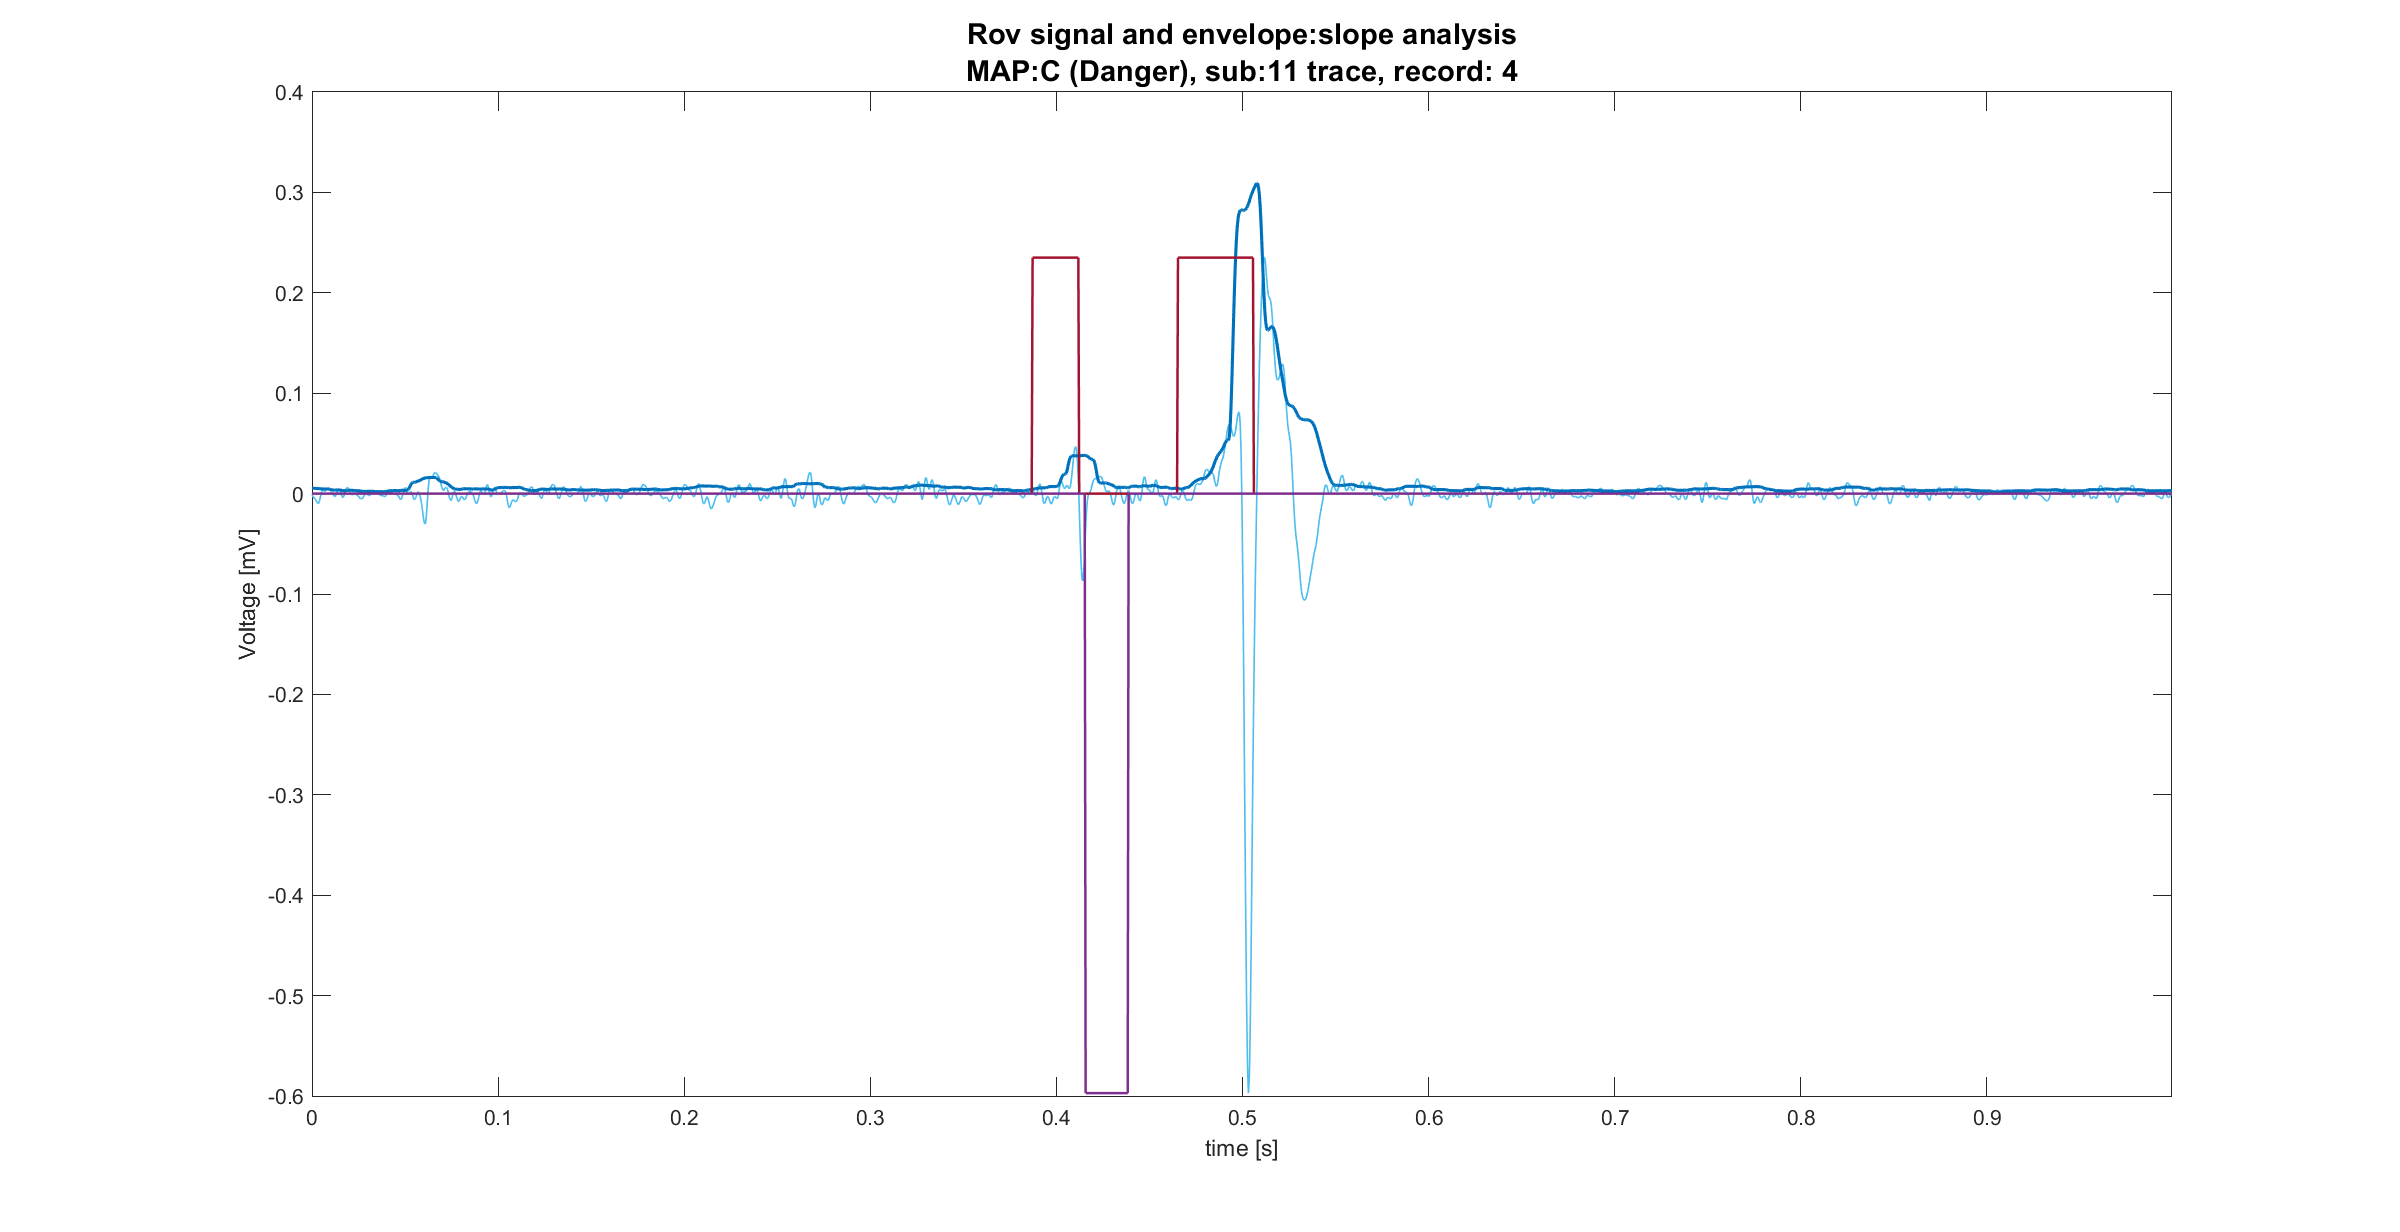 Rov signal and envelope:slope analysis
MAP:C (Danger), sub:11 trace, record: 4
0.4
0.3
0.2
0.1
0
-0.1
-0.2
-0.3
-0.4
-0.5
-0.6
Voltage [mV]
0 0.1 0.2 0.3 0.4 0.5 0.6 0.7 0.8 0.9
time [s]